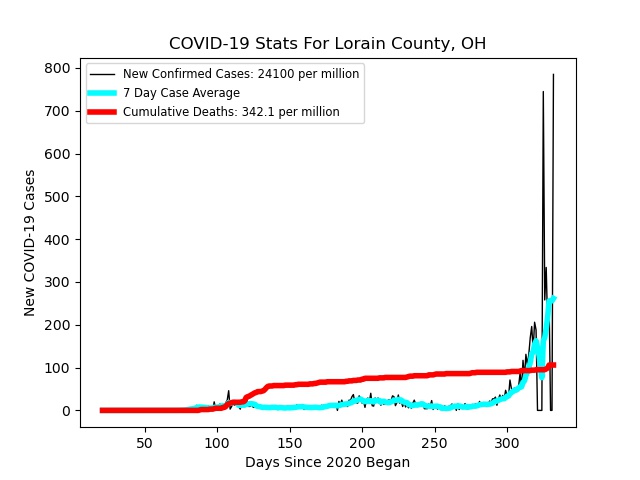 COVID-19 Stats For Lorain County, OH
New Confirmed Cases: 24100 per million
7 Day Case Average
Cumulative Deaths: 342.1 per million
New COVID-19 Cases
800
700
600
500
400
300
200
100
0
50
100
150
200
250
300
Days Since 2020 Began